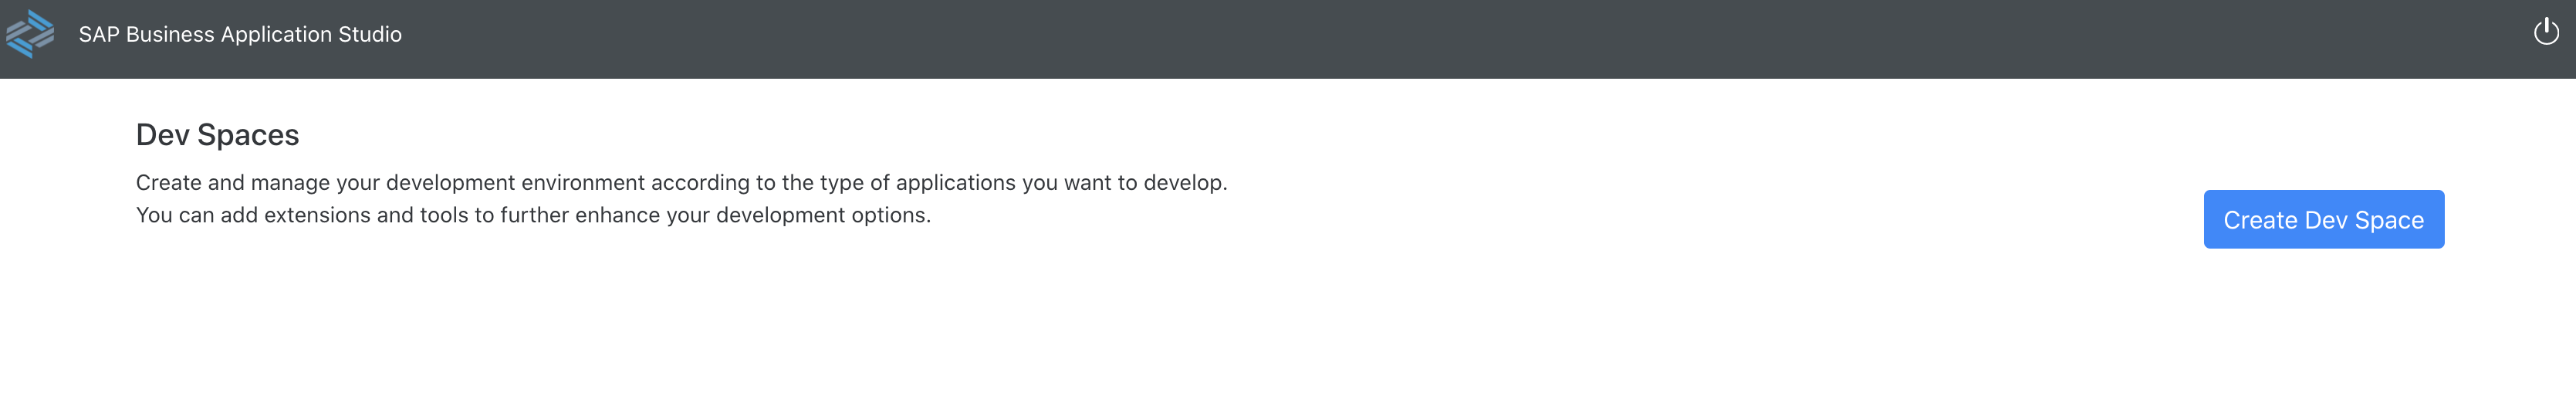 SAP Business Application Studio
Dev Spaces
Create and manage your development environment according to the type of applications you want to develop.
You can add extensions and tools to further enhance your development options.
Create Dev Space